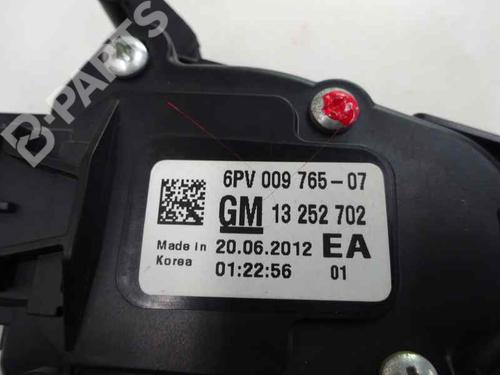 B-PARTS
6PV 009 765-07
GM 13 252 702
Made in Korea 20.06.2012 EA
01:22:56 01